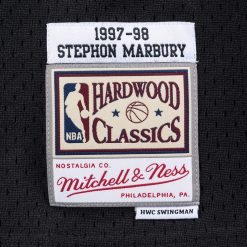 1997-98
STEPHON MARBURY
HARDWOOD
NBA
CLASSICS
NOSTALGIA CO.
Mitchell & Ness
PHILADELPHIA, PA.
HWC SWINGMAN